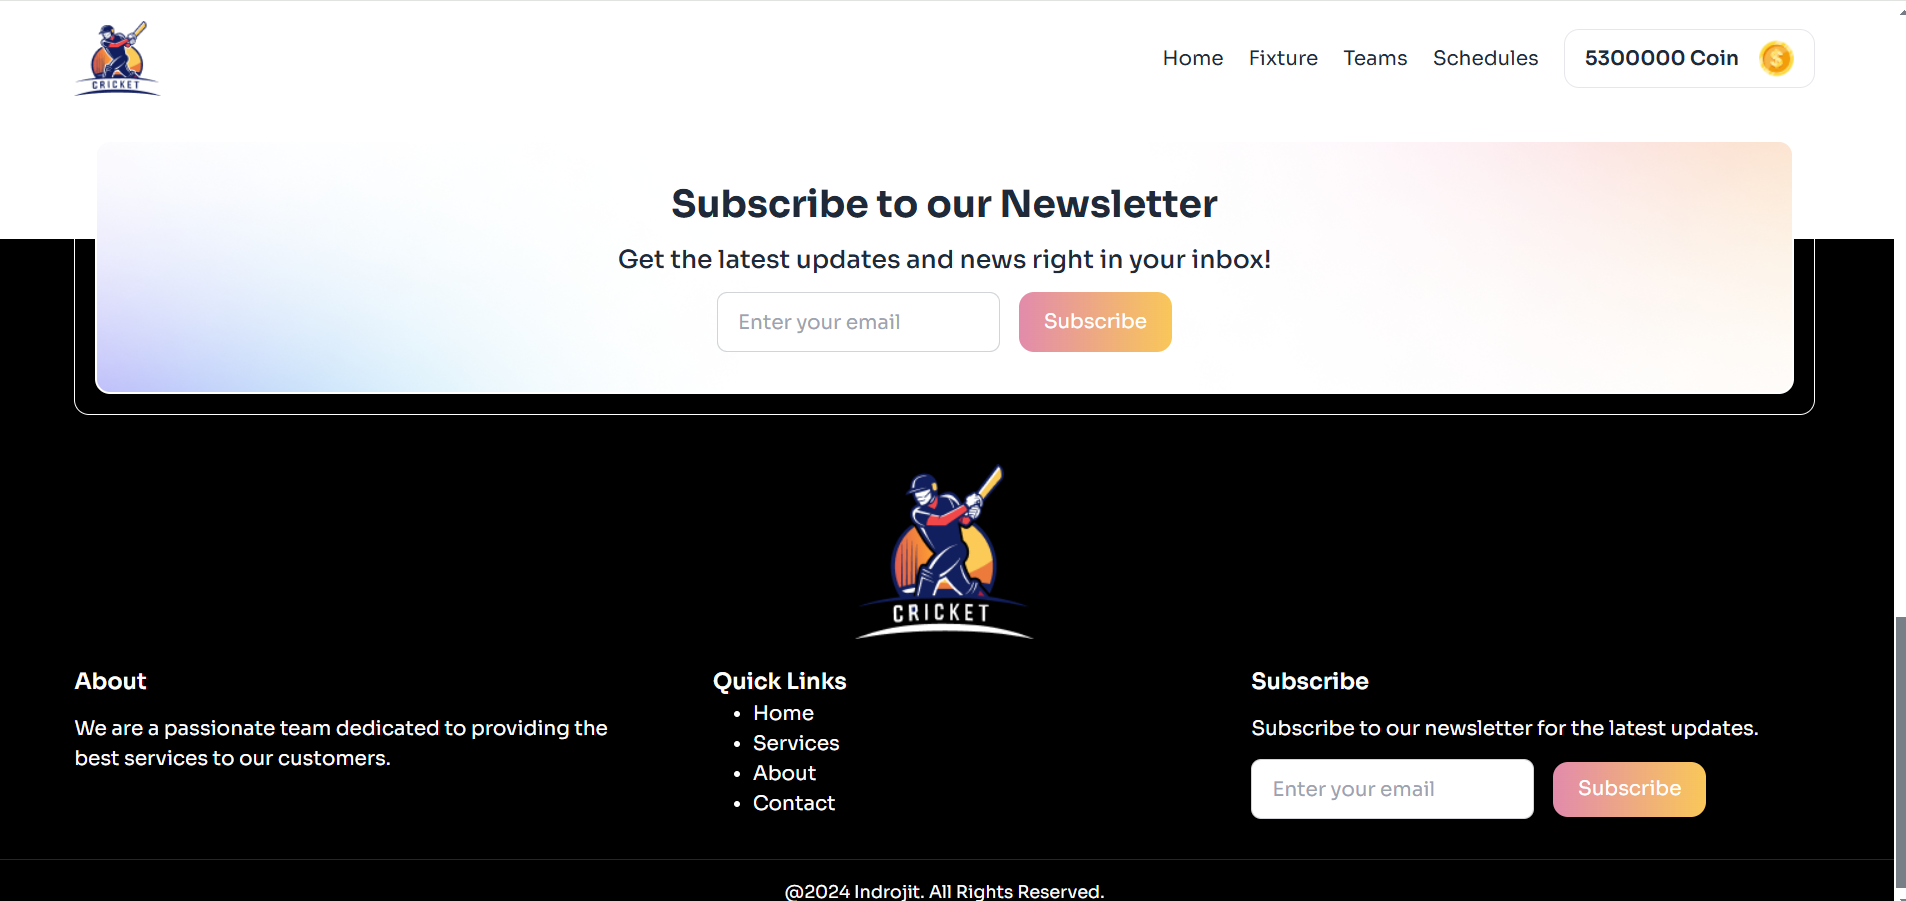 CRICKET
Home Fixture Teams Schedules 5300000 Coin $
Subscribe to our Newsletter
Get the latest updates and news right in your inbox!
Enter your email Subscribe
CRICKET
About
We are a passionate team dedicated to providing the
best services to our customers.
Quick Links
• Home
• Services
• About
• Contact
Subscribe
Subscribe to our newsletter for the latest updates.
Enter your email Subscribe
@2024 Indrojit. All Rights Reserved.